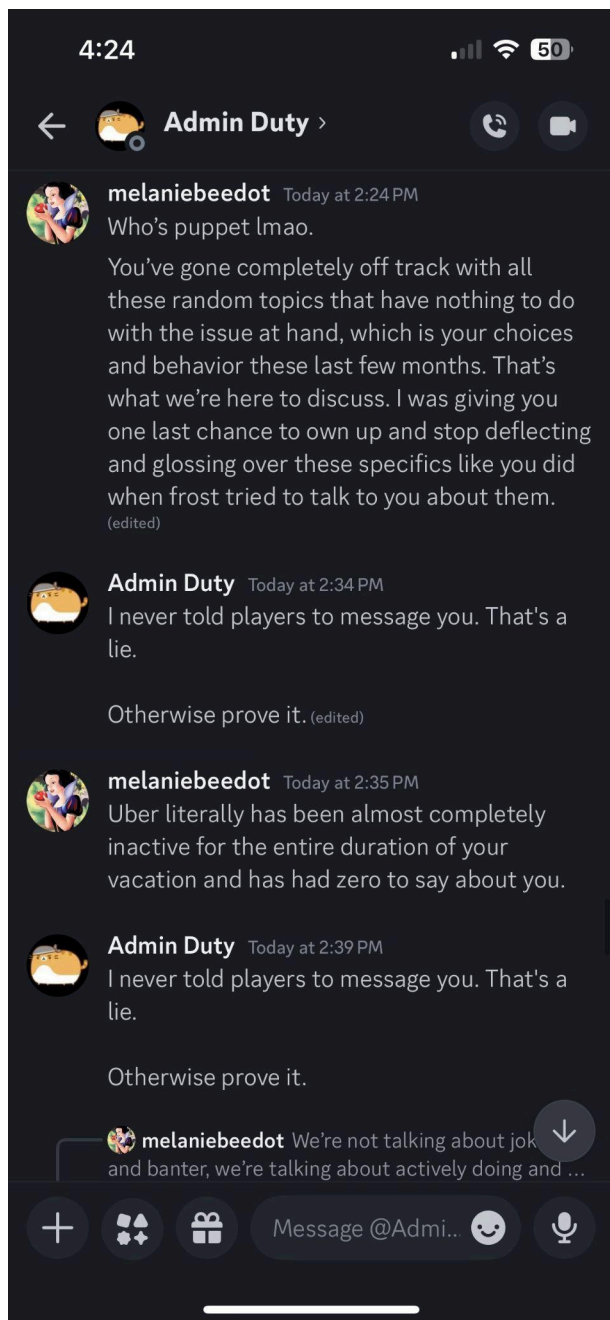 4:24
50
Admin Duty
melaniebeedot Today at 2:24 PM
Who's puppet lmao.
You've gone completely off track with all
these random topics that have nothing to do
with the issue at hand, which is your choices
and behavior these last few months. That's
what we're here to discuss. I was giving you
one last chance to own up and stop deflecting
and glossing over these specifics like you did
when frost tried to talk to you about them.
(edited)
Admin Duty Today at 2:34 PM
I never told players to message you. That's a
lie.
Otherwise prove it. (edited)
melaniebeedot Today at 2:35 PM
Uber literally has been almost completely
inactive for the entire duration of your
vacation and has had zero to say about you.
Admin Duty Today at 2:39 PM
I never told players to message you. That's a
lie.
Otherwise prove it.
melaniebeedot We're not talking about jok
and banter, we're talking about actively doing and ...
Message @Admi...